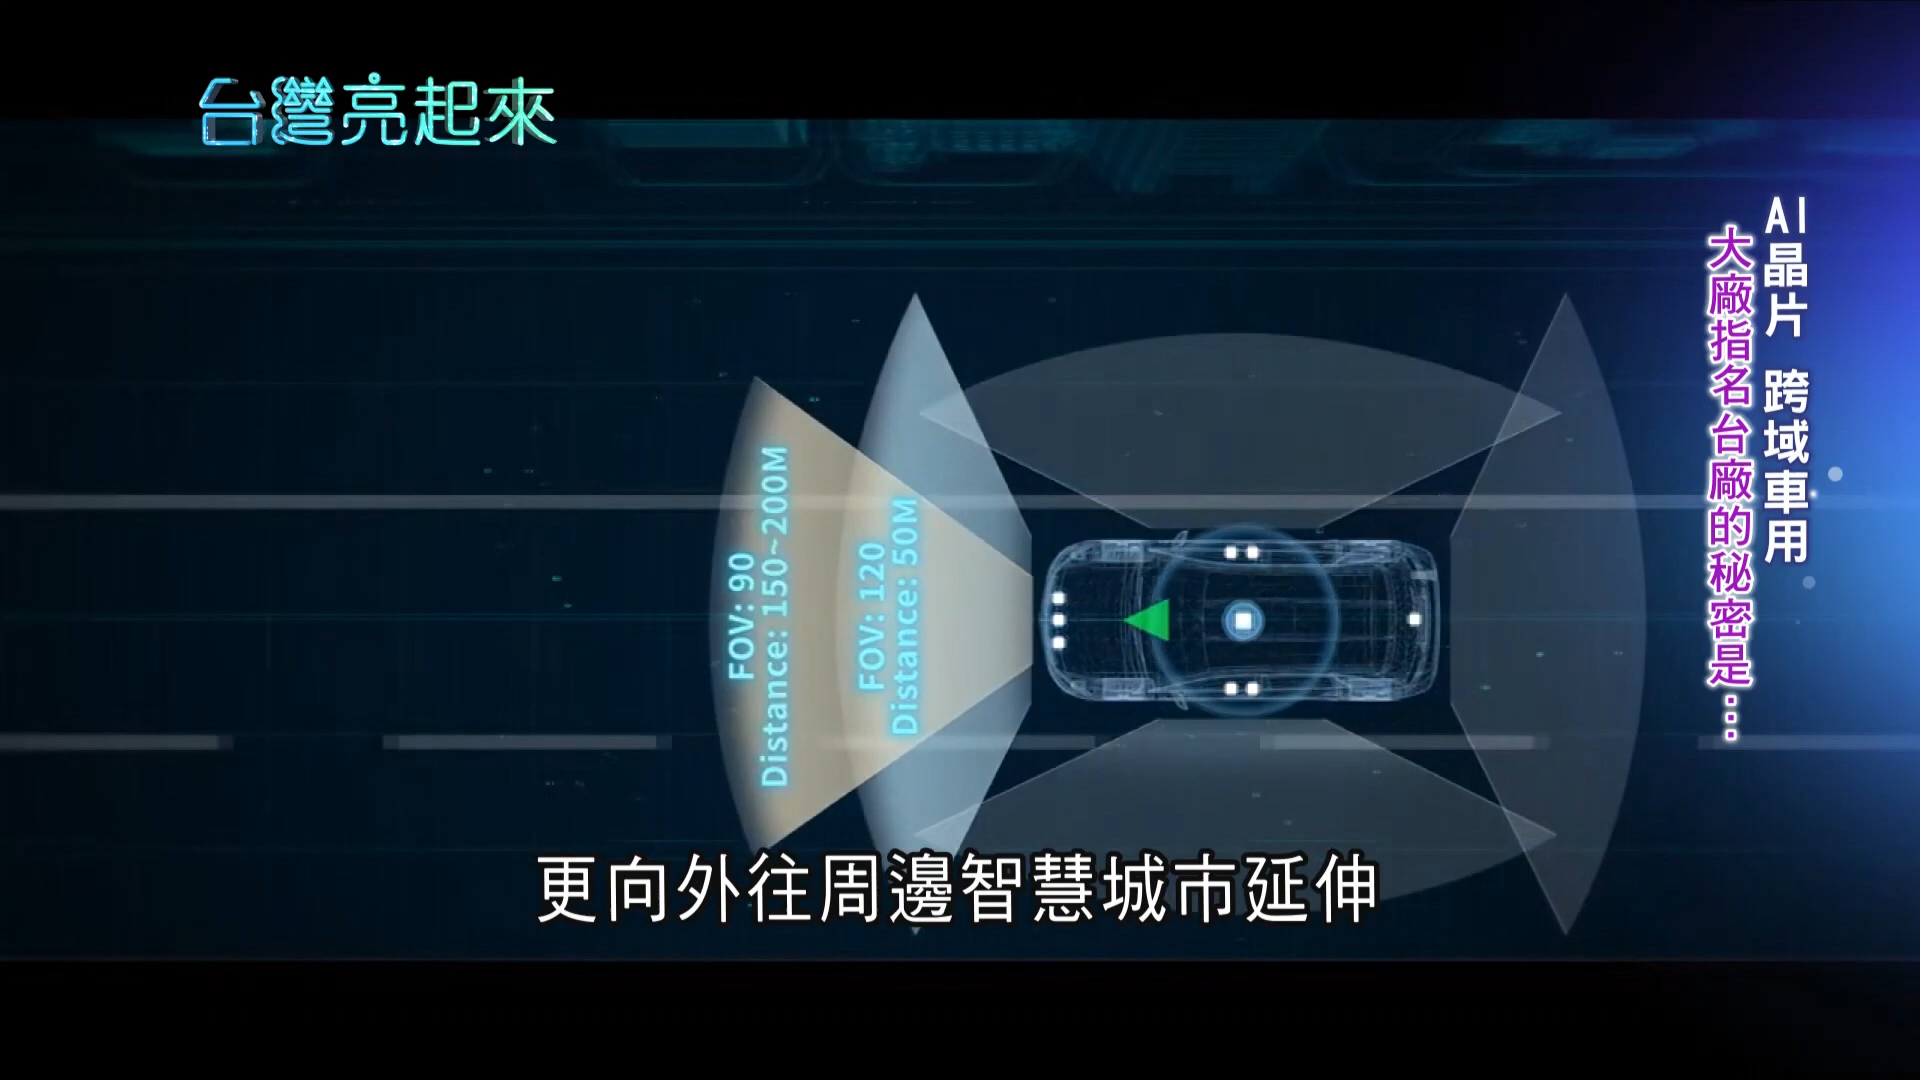 台灣亮起來
AI晶片 跨域車用
大廠指名台廠的秘密是…
FOV: 90
Distance: 150~200M
FOV: 120
Distance: 50M
更向外往周邊智慧城市延伸